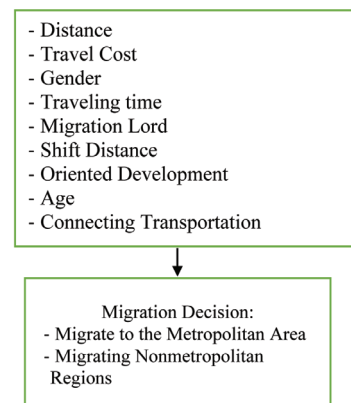 - Distance
- Travel Cost
- Gender
- Traveling time
- Migration Lord
- Shift Distance
- Oriented Development
- Age
- Connecting Transportation
Migration Decision:
- Migrate to the Metropolitan Area
- Migrating Nonmetropolitan
Regions